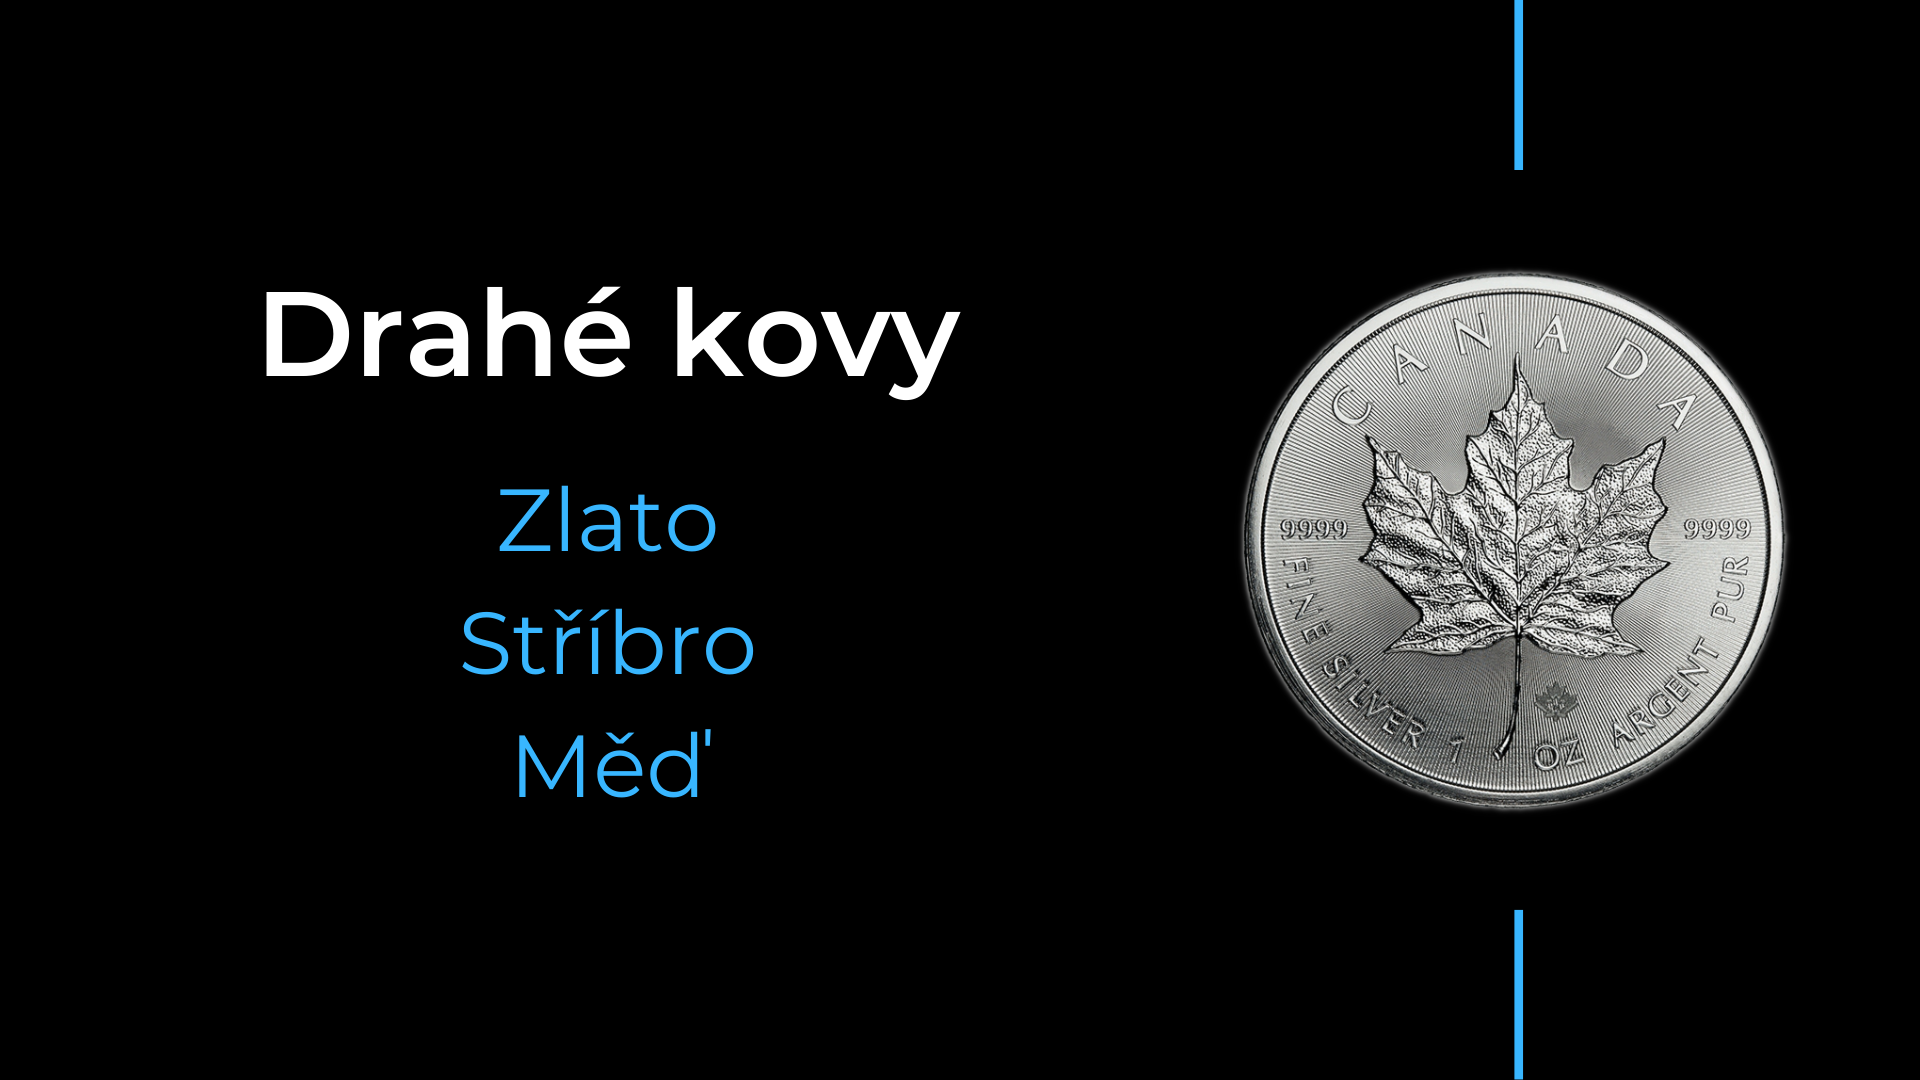 Drahé kovy
Zlato
Stříbro
Měď
CANADA
9999 9999
FINE SILVER 1 OZ ARGENT PUR